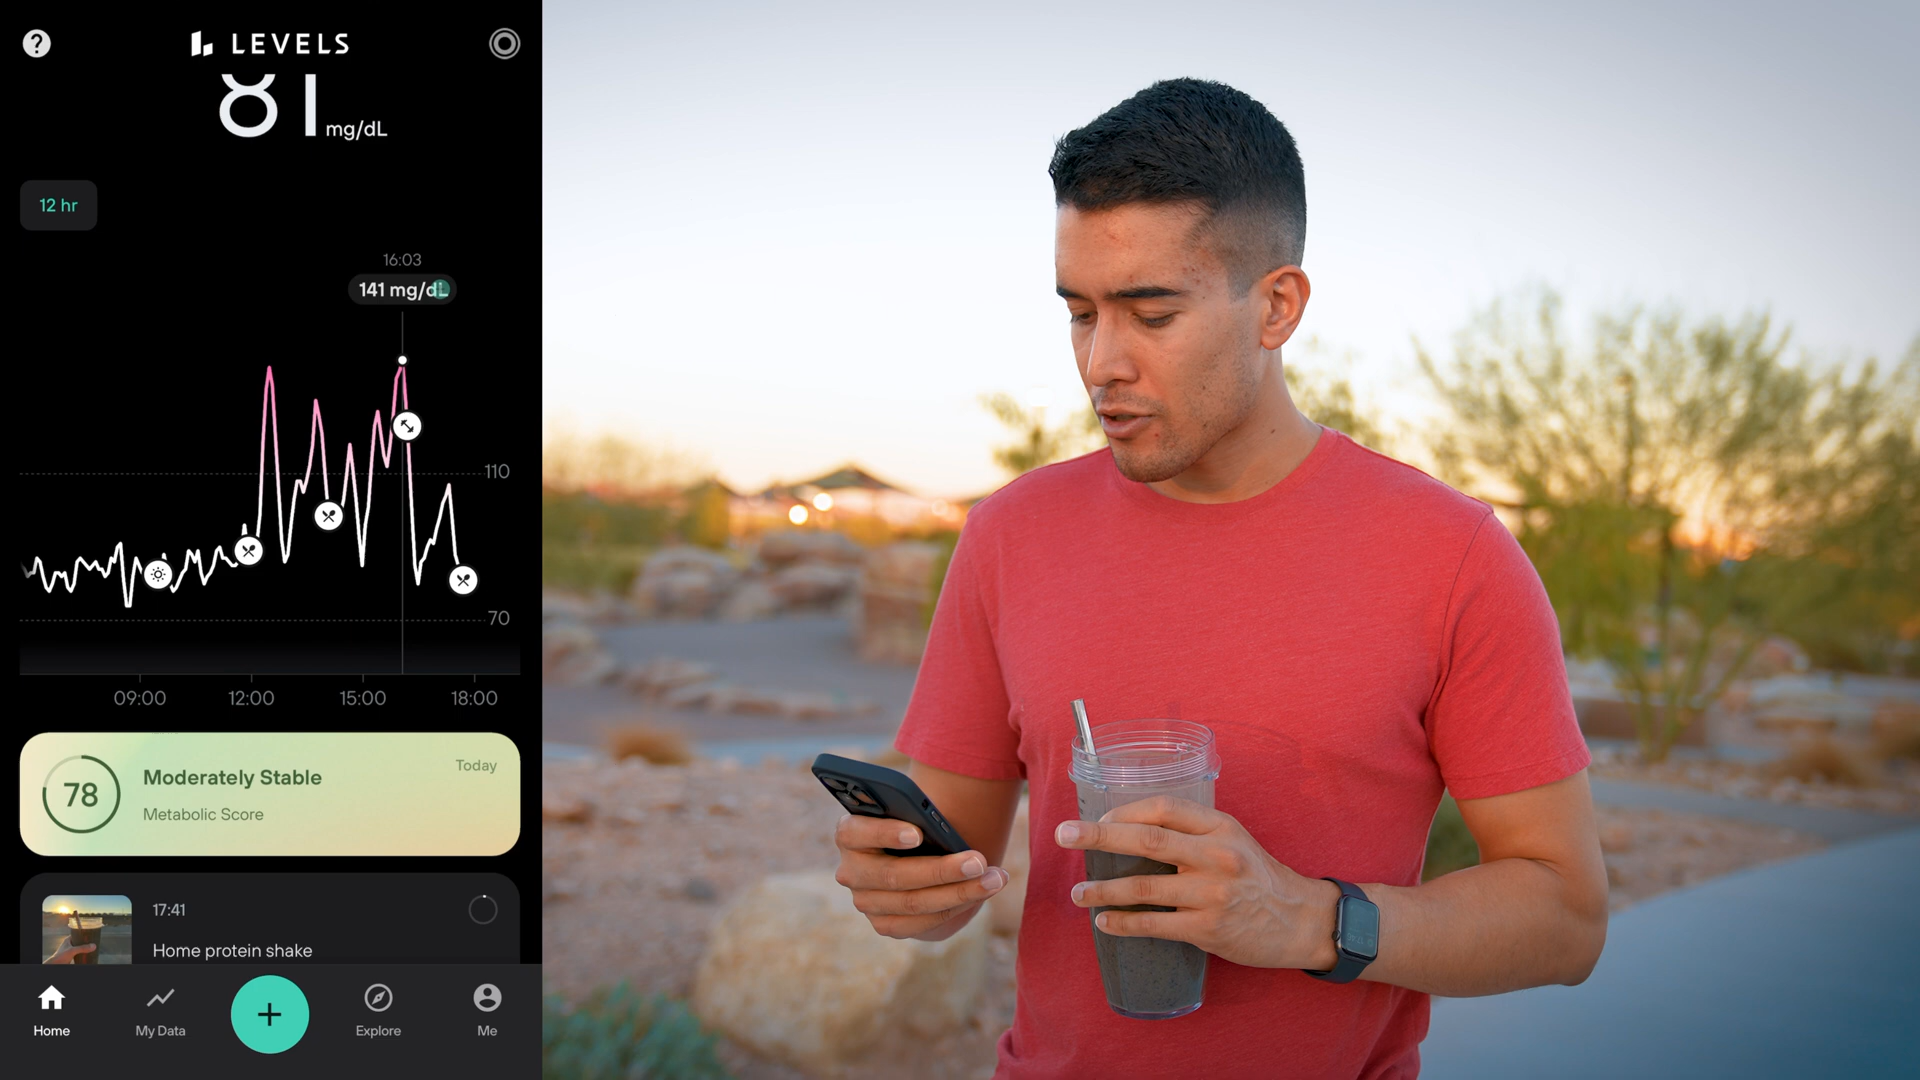 ?
LEVELS
81 mg/dL
12 hr
16:03
141 mg/dL
110
70
09:00 12:00 15:00 18:00
78
Moderately Stable
Today
Metabolic Score
17:41
Home protein shake
+
Home
My Data
Explore
Me